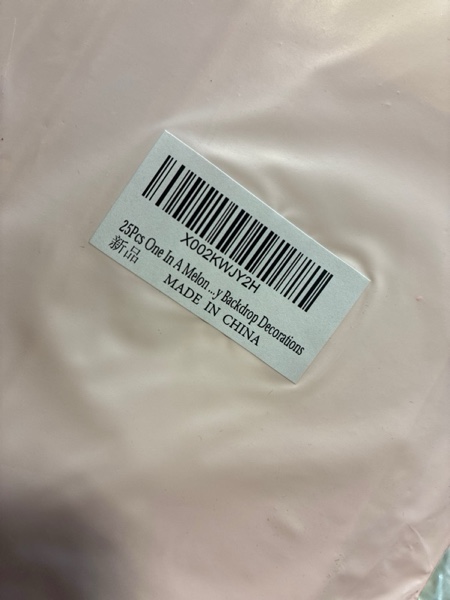 X002KWJY2H
25Pcs One In A Melon...y Backdrop Decorations
新品
MADE IN CHINA